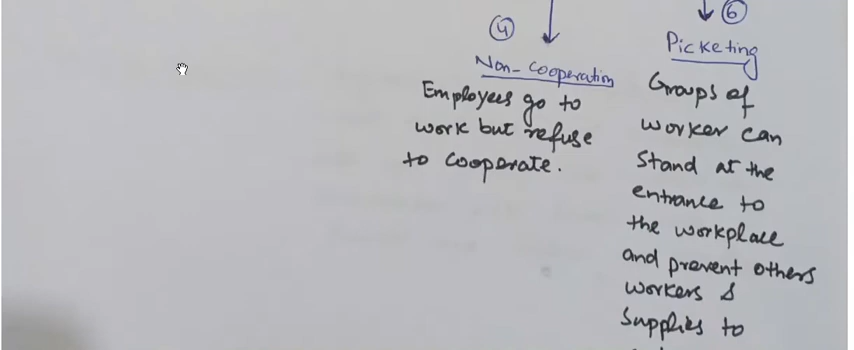 ④
Non-Cooperation
Employees go to
work but refuse
to cooperate.
⑥
Picketing
Groups of
worker can
Stand at the
entrance to
the workplace
and prevent others
workers &
Supplies to